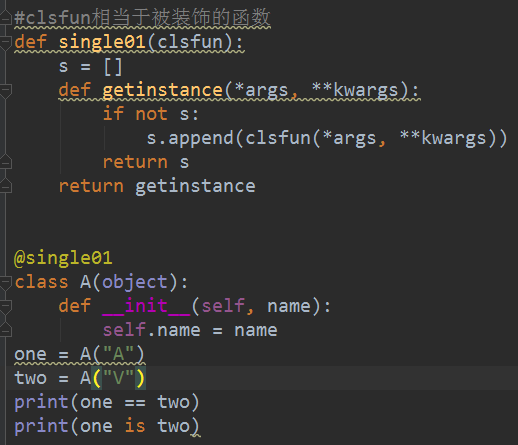 #clsfun相当于被装饰的函数
def single01(clsfun):
    s = []
    def getinstance(*args, **kwargs):
        if not s:
            s.append(clsfun(*args, **kwargs))
        return s
    return getinstance
@single01
class A(object):
    def __init__(self, name):
        self.name = name
one = A("A")
two = A("V")
print(one == two)
print(one is two)